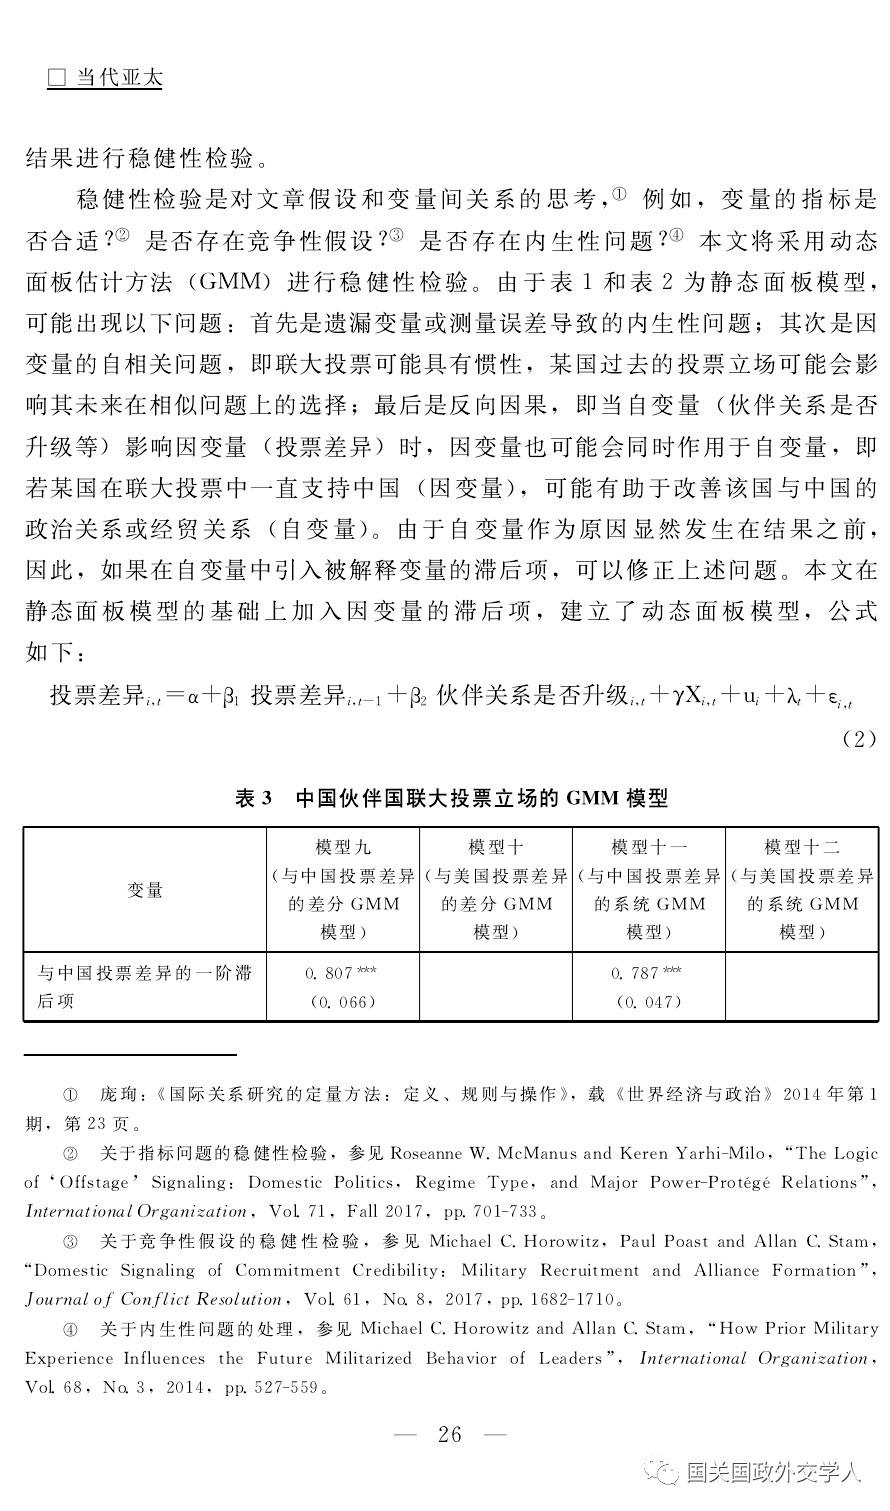 □ 当代亚太
结果进行稳健性检验。
稳健性检验是对文章假设和变量间关系的思考，① 例如，变量的指标是
否合适？② 是否存在竞争性假设？③ 是否存在内生性问题？④ 本文将采用动态
面板估计方法（GMM）进行稳健性检验。由于表 1 和表 2 为静态面板模型，
可能出现以下问题：首先是遗漏变量或测量误差导致的内生性问题；其次是因
变量的自相关问题，即联大投票可能具有惯性，某国过去的投票立场可能会影
响其未来在相似问题上的选择；最后是反向因果，即当自变量（伙伴关系是否
升级等）影响因变量（投票差异）时，因变量也可能会同时作用于自变量，即
若某国在联大投票中一直支持中国（因变量），可能有助于改善该国与中国的
政治关系或经贸关系（自变量）。由于自变量作为原因显然发生在结果之前，
因此，如果在自变量中引入被解释变量的滞后项，可以修正上述问题。本文在
静态面板模型的基础上加入因变量的滞后项，建立了动态面板模型，公式
如下：
投票差异i,t＝α＋β1 投票差异i,t−1＋β2 伙伴关系是否升级i,t＋γXi,t＋ui＋λt＋εi,t
（2）
表 3 中国伙伴国联大投票立场的 GMM 模型
变量
模型九
（与中国投票差异
的差分 GMM
模型）
模型十
（与美国投票差异
的差分 GMM
模型）
模型十一
（与中国投票差异
的系统 GMM
模型）
模型十二
（与美国投票差异
的系统 GMM
模型）
与中国投票差异的一阶滞
后项
0.807***
（0.066）
0.787***
（0.047）
① 庞珣：《国际关系研究的定量方法：定义、规则与操作》，载《世界经济与政治》2014 年第 1
期，第 23 页。
② 关于指标问题的稳健性检验，参见 Roseanne W. McManus and Keren Yarhi-Milo，“The Logic
of ‘Offstage’ Signaling: Domestic Politics, Regime Type, and Major Power-Protégé Relations”，
International Organization，Vol. 71，Fall 2017，pp. 701-733。
③ 关于竞争性假设的稳健性检验，参见 Michael C. Horowitz，Paul Poast and Allan C. Stam，
“Domestic Signaling of Commitment Credibility: Military Recruitment and Alliance Formation”，
Journal of Conflict Resolution，Vol. 61，No. 8，2017，pp. 1682-1710。
④ 关于内生性问题的处理，参见 Michael C. Horowitz and Allan C. Stam，“How Prior Military
Experience Influences the Future Militarized Behavior of Leaders”，International Organization，
Vol. 68，No. 3，2014，pp. 527-559。
— 26 —
国关国政外交学人